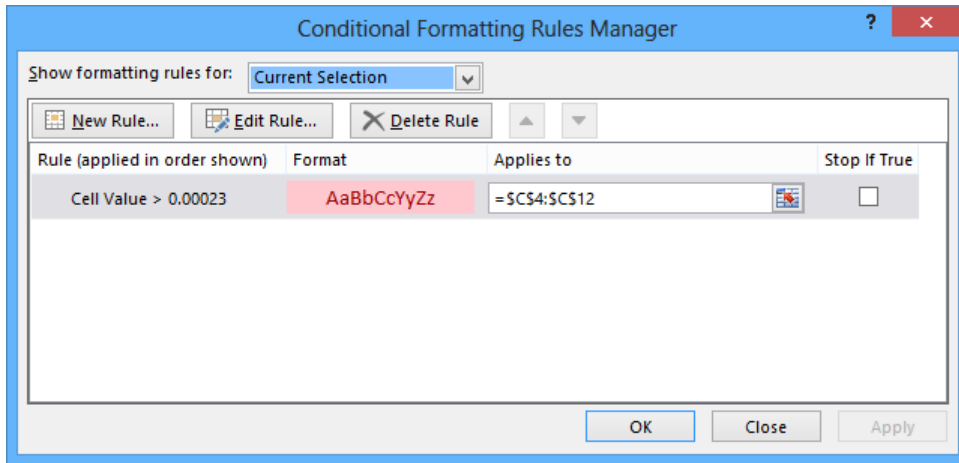 Conditional Formatting Rules Manager
?
Show formatting rules for: Current Selection
New Rule... Edit Rule... Delete Rule
Rule (applied in order shown) Format Applies to Stop If True
Cell Value > 0.00023 AaBbCcYyZz =$C$4:$C$12
OK Close Apply